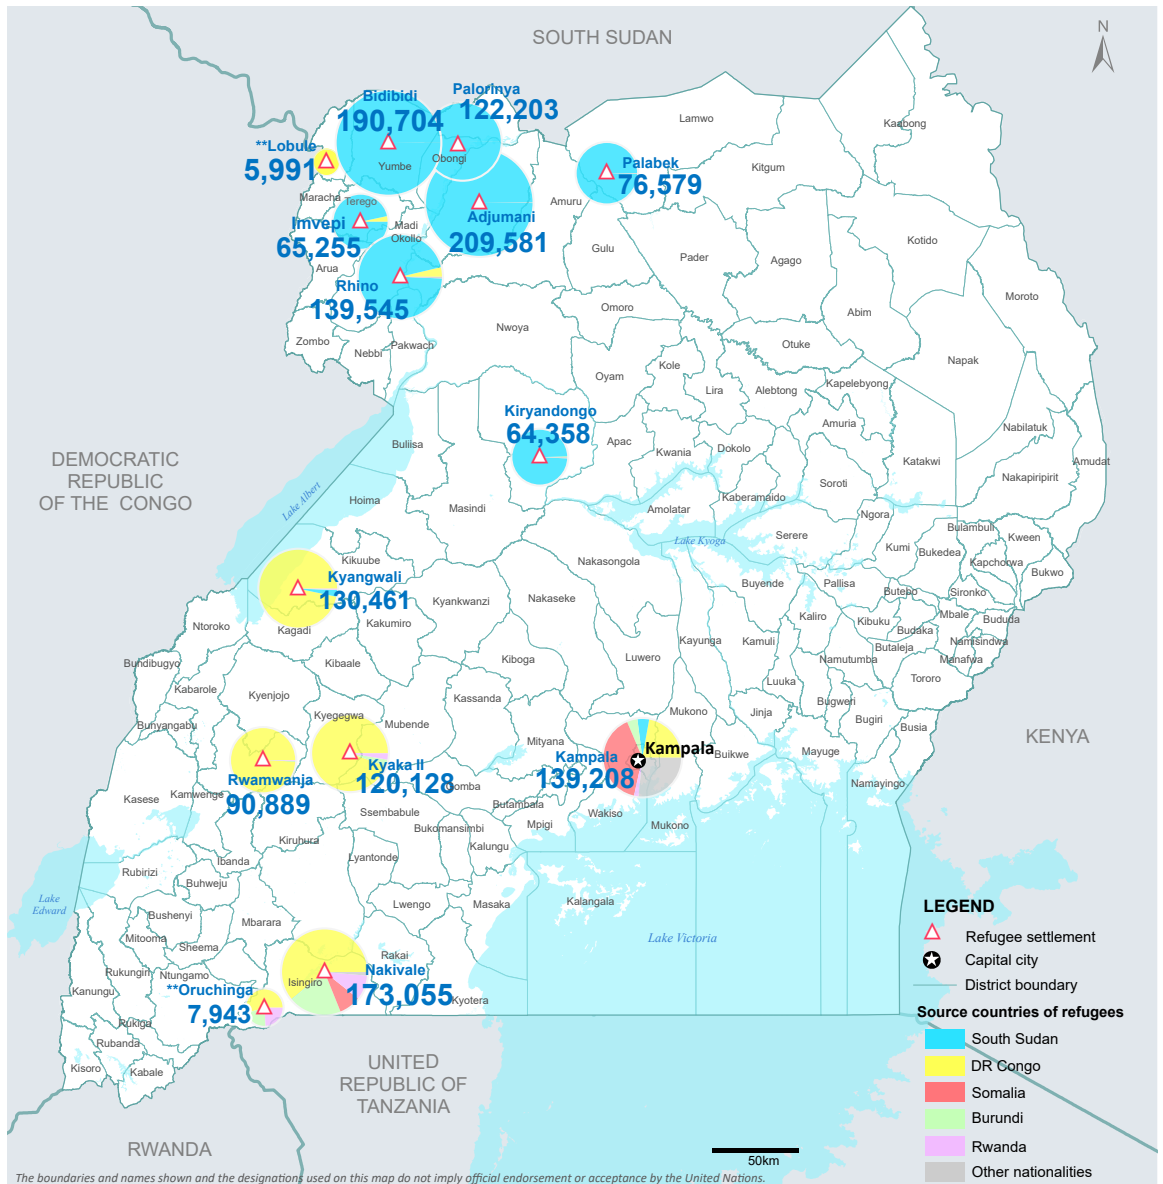 SOUTH SUDAN
N
Bidibidi
190,704
Palorinya
122,203
Lamwo
Kaabong
**Lobule
5,991
Yumbe
Obongi
Palabek
76,579
Kitgum
Maracha
Terego
Imvepi
65,255
Madi
Okollo
Adjumani
209,581
Amuru
Gulu
Pader
Agago
Kotido
Arua
Rhino
139,545
Moroto
Omoro
Abim
Zombo
Nebbi
Pakwach
Nwoya
Otuke
Napak
Oyam
Kole
Lira
Alebtong
Kapelebyong
Kiryandongo
64,358
Amuria
Nabilatuk
Buliisa
Apac
Kwania
Dokolo
Katakwi
Amudat
DEMOCRATIC
REPUBLIC
OF THE CONGO
Nakapiripirit
Lake Albert
Hoima
Masindi
Amolatar
Kaberamaido
Soroti
Ngora
Bulambuli
Kween
Lake Kyoga
Serere
Kumi
Bukedea
Kapchorwa
Bukwo
Kikuube
Nakasongola
Kyangwali
130,461
Buyende
Pallisa
Butebo
Sironko
Kyankwanzi
Nakaseke
Kaliro
Kibuku
Mbale
Bududa
Ntoroko
Kagadi
Kakumiro
Kayunga
Kamuli
Budaka
Namisindwa
Butaleja
Manafwa
Bundibugyo
Kibaale
Kiboga
Luwero
Namutumba
Tororo
Kabarole
Kyenjojo
Kassanda
Luuka
Bugweri
Bunyangabu
Kyegegwa
Mubende
Mukono
Jinja
Bugiri
Busia
Mityana
Kampala
Kampala
139,208
Buikwe
Mayuge
KENYA
Rwamwanja
90,889
Kyaka II
120,128
Gomba
Namayingo
Kasese
Kamwenge
Ssembabule
Butambala
Mpigi
Wakiso
Mukono
Bukomansimbi
Kiruhura
Kalungu
Ibanda
Lyantonde
Rubirizi
Buhweju
Lake
Edward
Lwengo
Masaka
Kalangala
Bushenyi
Mbarara
Mitooma
Sheema
Lake Victoria
Rakai
Rukungiri
Ntungamo
Nakivale
173,055
Isingiro
Kanungu
**Oruchinga
7,943
Kyotera
Rukiga
Rubanda
Kisoro
Kabale
UNITED
REPUBLIC OF
TANZANIA
RWANDA
LEGEND
Refugee settlement
Capital city
District boundary
Source countries of refugees
South Sudan
DR Congo
Somalia
Burundi
Rwanda
Other nationalities
50km
The boundaries and names shown and the designations used on this map do not imply official endorsement or acceptance by the United Nations.